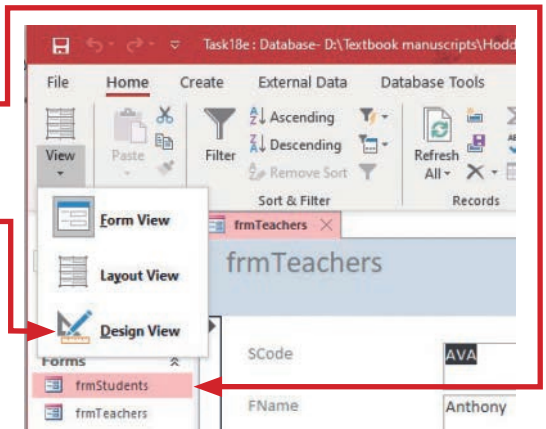 Task18e : Database- D:\Textbook manuscripts\Hodd
File Home Create External Data Database Tools
View Paste Filter Ascending Descending Remove Sort Refresh All
Sort & Filter Records
Form View
frmTeachers
Layout View
frmTeachers
Design View
Forms
SCode AVA
frmStudents
frmTeachers
FName Anthony